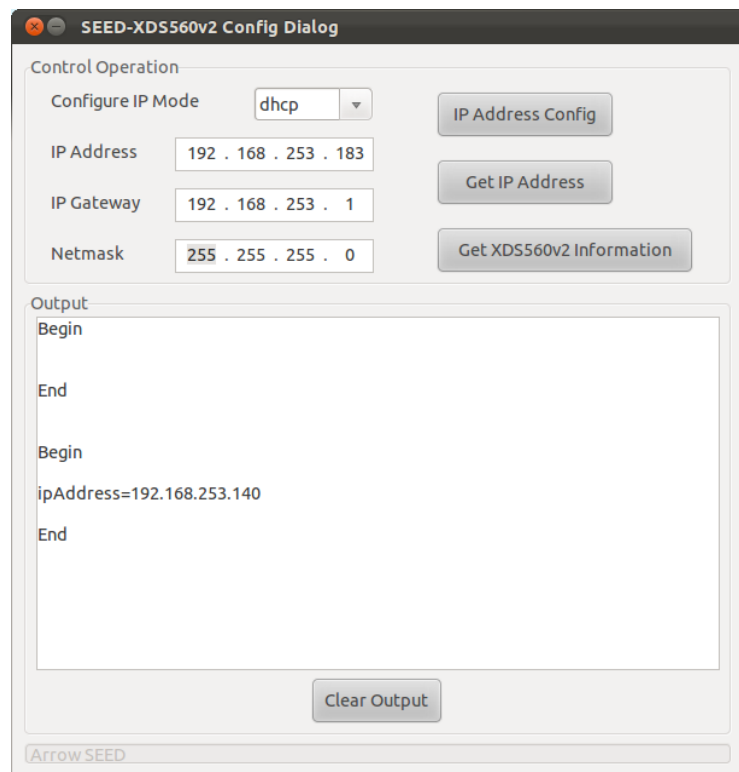 SEED-XDS560v2 Config Dialog
Control Operation
Configure IP Mode
dhcp
IP Address Config
IP Address
192 . 168 . 253 . 183
Get IP Address
IP Gateway
192 . 168 . 253 . 1
Netmask
255 . 255 . 255 . 0
Get XDS560v2 Information
Output
Begin
End
Begin
ipAddress=192.168.253.140
End
Clear Output
Arrow SEED